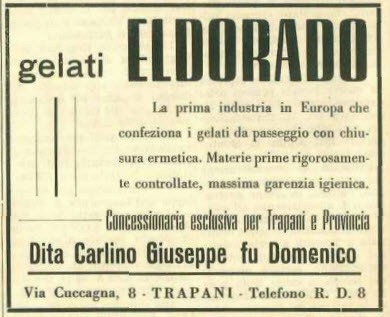 gelati ELDORADO
La prima industria in Europa che
confeziona i gelati da passeggio con chiu-
sura ermetica. Materie prime rigorosamen-
te controllate, massima garenzia igienica.
Concessionaria esclusiva per Trapani e Provincia
Dita Carlino Giuseppe fu Domenico
Via Cuccagna, 8 - TRAPANI - Telefono R. D. 8